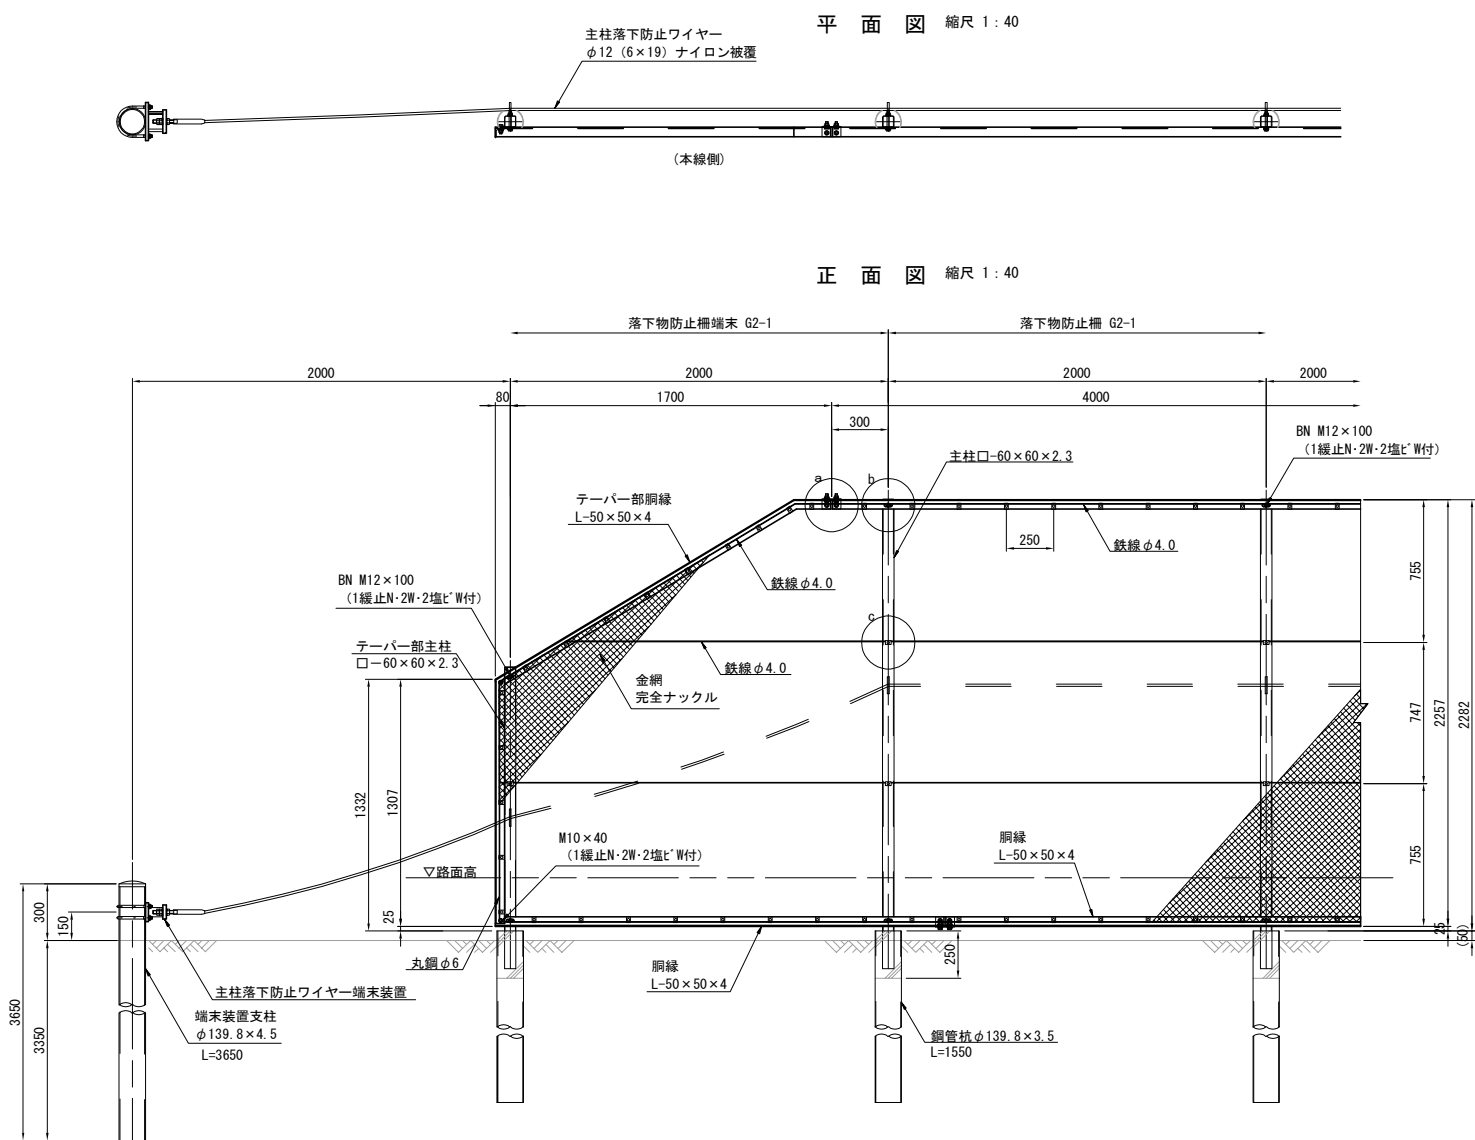 平 面 図 縮尺 1：40
主柱落下防止ワイヤー
φ12（6×19）ナイロン被覆
(本線側)
正 面 図 縮尺 1：40
落下物防止柵端末 G2-1
落下物防止柵 G2-1
2000
2000
2000
2000
80
1700
4000
300
BN M12×100
(1緩止N・2W・2塩ﾋﾞW付)
主柱口-60×60×2.3
a
b
テーパー部胴縁
L-50×50×4
250
鉄線φ4.0
鉄線φ4.0
755
BN M12×100
(1緩止N・2W・2塩ﾋﾞW付)
c
テーパー部主柱
口-60×60×2.3
鉄線φ4.0
金網
完全ナックル
747
2257
2282
1332
1307
M10×40
(1緩止N・2W・2塩ﾋﾞW付)
胴縁
L-50×50×4
755
▽路面高
300
150
25
25
(50)
250
丸鋼φ6
胴縁
L-50×50×4
主柱落下防止ワイヤー端末装置
端末装置支柱
φ139.8×4.5
L=3650
3650
3350
鋼管杭φ139.8×3.5
L=1550